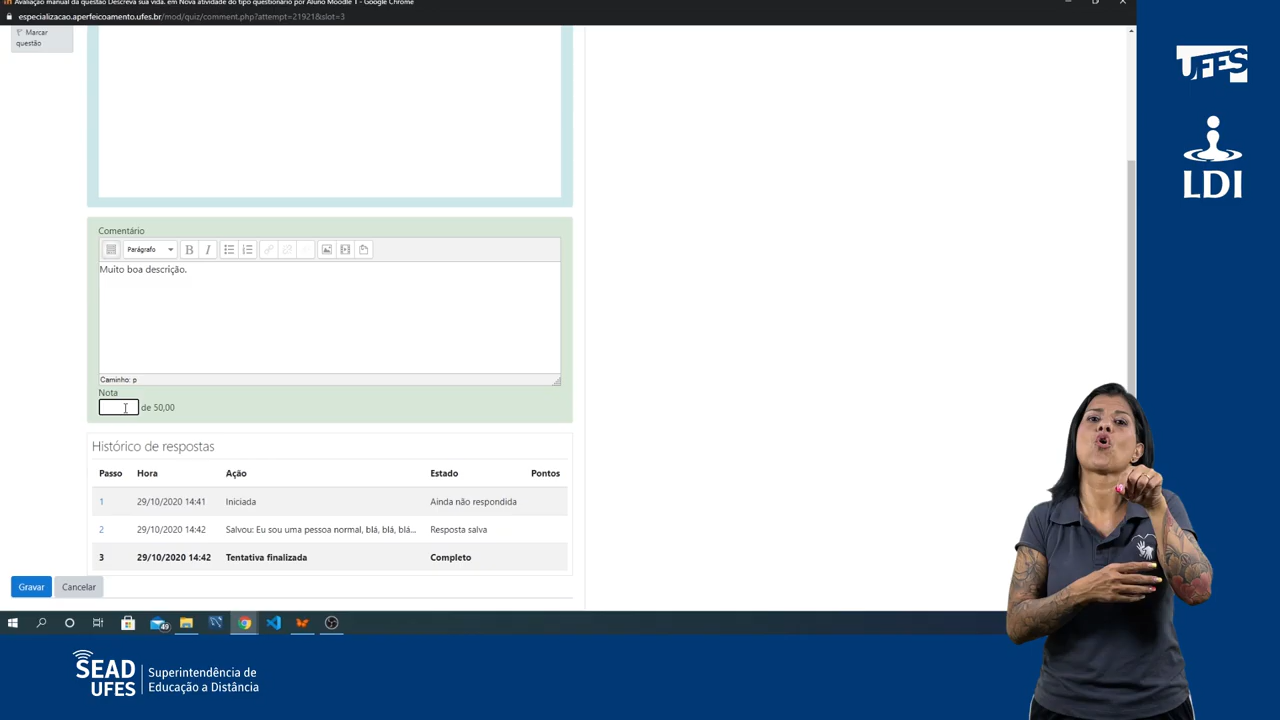 Avaliação manual da questão Descreva sua vida. em Nova atividade do tipo questionário por Aluno Moodle 1 - Google Chrome
especializacao.aperfeicoamento.ufes.br/mod/quiz/comment.php?attempt=21921&slot=3
Marcar
questão
UFES
LDI
Comentário
Parágrafo
B I
Muito boa descrição.
Caminho: p
Nota
de 50,00
Histórico de respostas
Passo Hora Ação Estado Pontos
1 29/10/2020 14:41 Iniciada Ainda não respondida
2 29/10/2020 14:42 Salvou: Eu sou uma pessoa normal, blá, blá, blá... Resposta salva
3 29/10/2020 14:42 Tentativa finalizada Completo
Gravar Cancelar
49
SEAD
UFES
Superintendência de
Educação a Distância